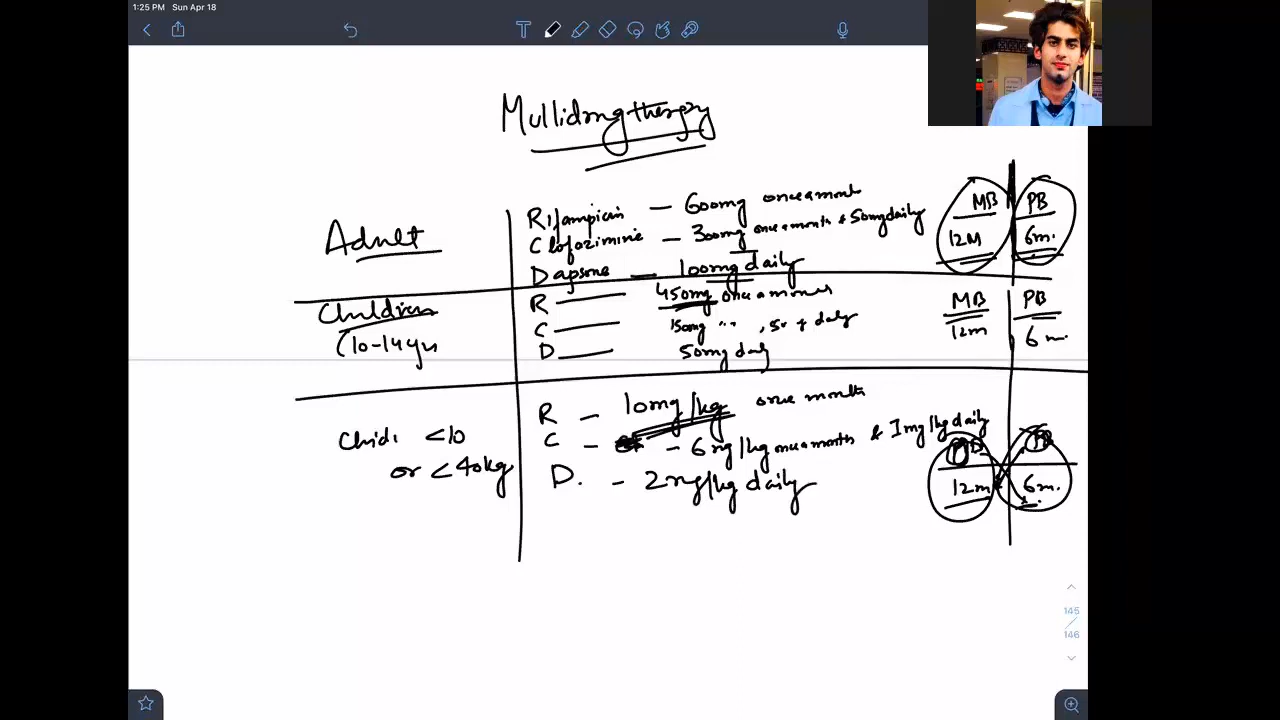 1:25 PM Sun Apr 18
T
Multidrug therapy
Adult
Rifampicin — 600mg once a month
Clofazimine — 300mg once a month & 50mg daily
Dapsone — 100mg daily
MB PB
12M 6m.
Children
(10-14yrs
R — 450mg once a month
C — 150mg " " , 50 daily
D — 50mg daily
MB PB
12m 6 m.
Child. <10
or <40kg
R – 10mg/kg once month
C – – 6mg/kg once a month & 1mg/kg daily
D. – 2mg/kg daily
12m 6m.
145
146